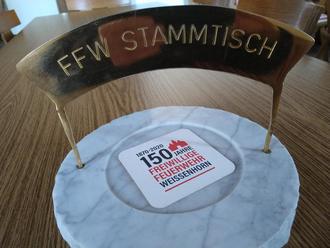 FFW STAMMTISCH
1870-2020
150 JAHRE
FREIWILLIGE
FEUERWEHR
WEISSENHORN